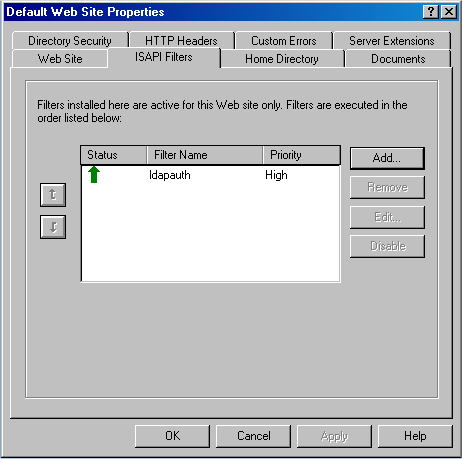 Default Web Site Properties
Directory Security HTTP Headers Custom Errors Server Extensions
Web Site ISAPI Filters Home Directory Documents
Filters installed here are active for this Web site only. Filters are executed in the
order listed below:
Status Filter Name Priority
ldapauth High
Add...
Remove
Edit...
Disable
OK Cancel Apply Help